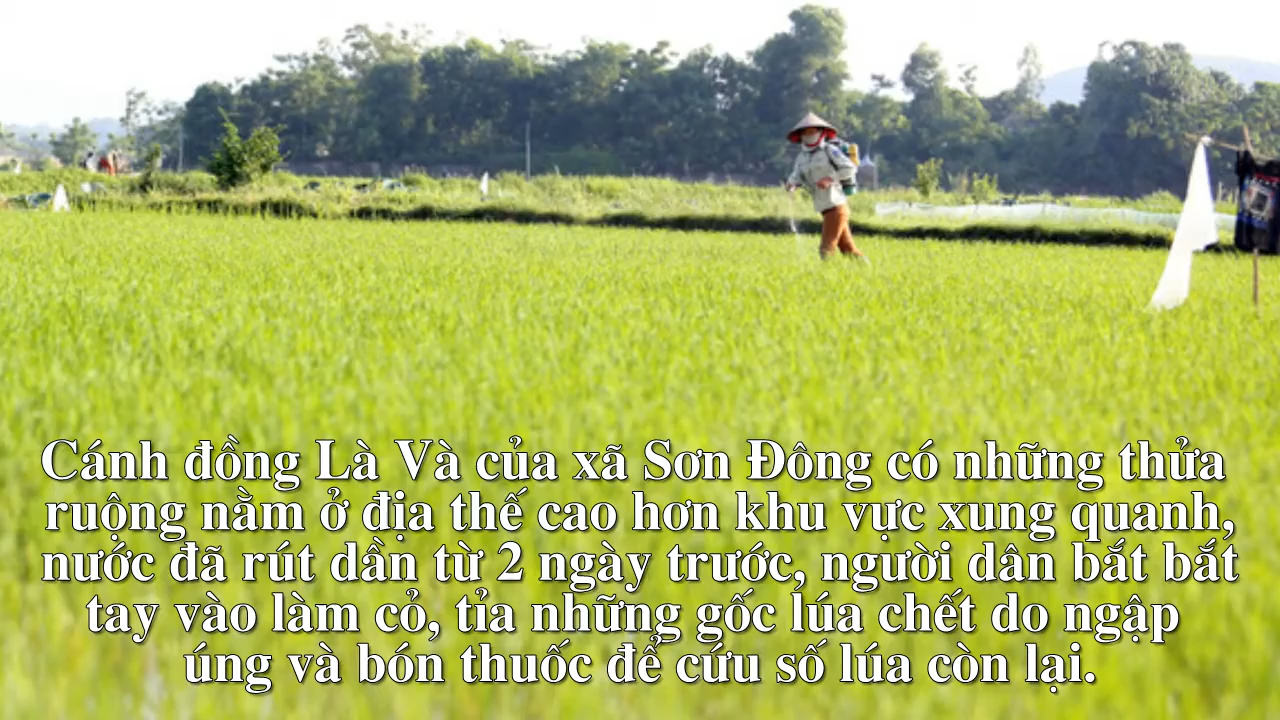 Cánh đồng Là Và của xã Sơn Đông có những thửa
ruộng nằm ở địa thế cao hơn khu vực xung quanh,
nước đã rút dần từ 2 ngày trước, người dân bắt bắt
tay vào làm cỏ, tỉa những gốc lúa chết do ngập
úng và bón thuốc để cứu số lúa còn lại.